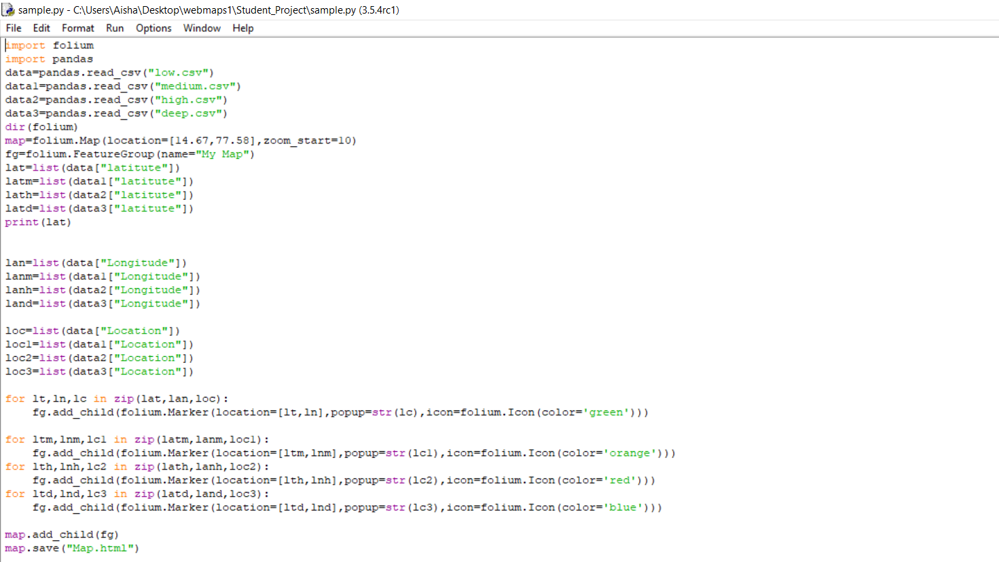 sample.py - C:\Users\Aisha\Desktop\webmaps1\Student_Project\sample.py (3.5.4rc1)
File Edit Format Run Options Window Help
import folium
import pandas
data=pandas.read_csv("low.csv")
data1=pandas.read_csv("medium.csv")
data2=pandas.read_csv("high.csv")
data3=pandas.read_csv("deep.csv")
dir(folium)
map=folium.Map(location=[14.67,77.58],zoom_start=10)
fg=folium.FeatureGroup(name="My Map")
lat=list(data["latitute"])
latm=list(data1["latitute"])
lath=list(data2["latitute"])
latd=list(data3["latitute"])
print(lat)
lan=list(data["Longitude"])
lanm=list(data1["Longitude"])
lanh=list(data2["Longitude"])
land=list(data3["Longitude"])
loc=list(data["Location"])
loc1=list(data1["Location"])
loc2=list(data2["Location"])
loc3=list(data3["Location"])
for lt,ln,lc in zip(lat,lan,loc):
    fg.add_child(folium.Marker(location=[lt,ln],popup=str(lc),icon=folium.Icon(color='green')))
for ltm,lnm,lc1 in zip(latm,lanm,loc1):
    fg.add_child(folium.Marker(location=[ltm,lnm],popup=str(lc1),icon=folium.Icon(color='orange')))
for lth,lnh,lc2 in zip(lath,lanh,loc2):
    fg.add_child(folium.Marker(location=[lth,lnh],popup=str(lc2),icon=folium.Icon(color='red')))
for ltd,lnd,lc3 in zip(latd,land,loc3):
    fg.add_child(folium.Marker(location=[ltd,lnd],popup=str(lc3),icon=folium.Icon(color='blue')))
map.add_child(fg)
map.save("Map.html")